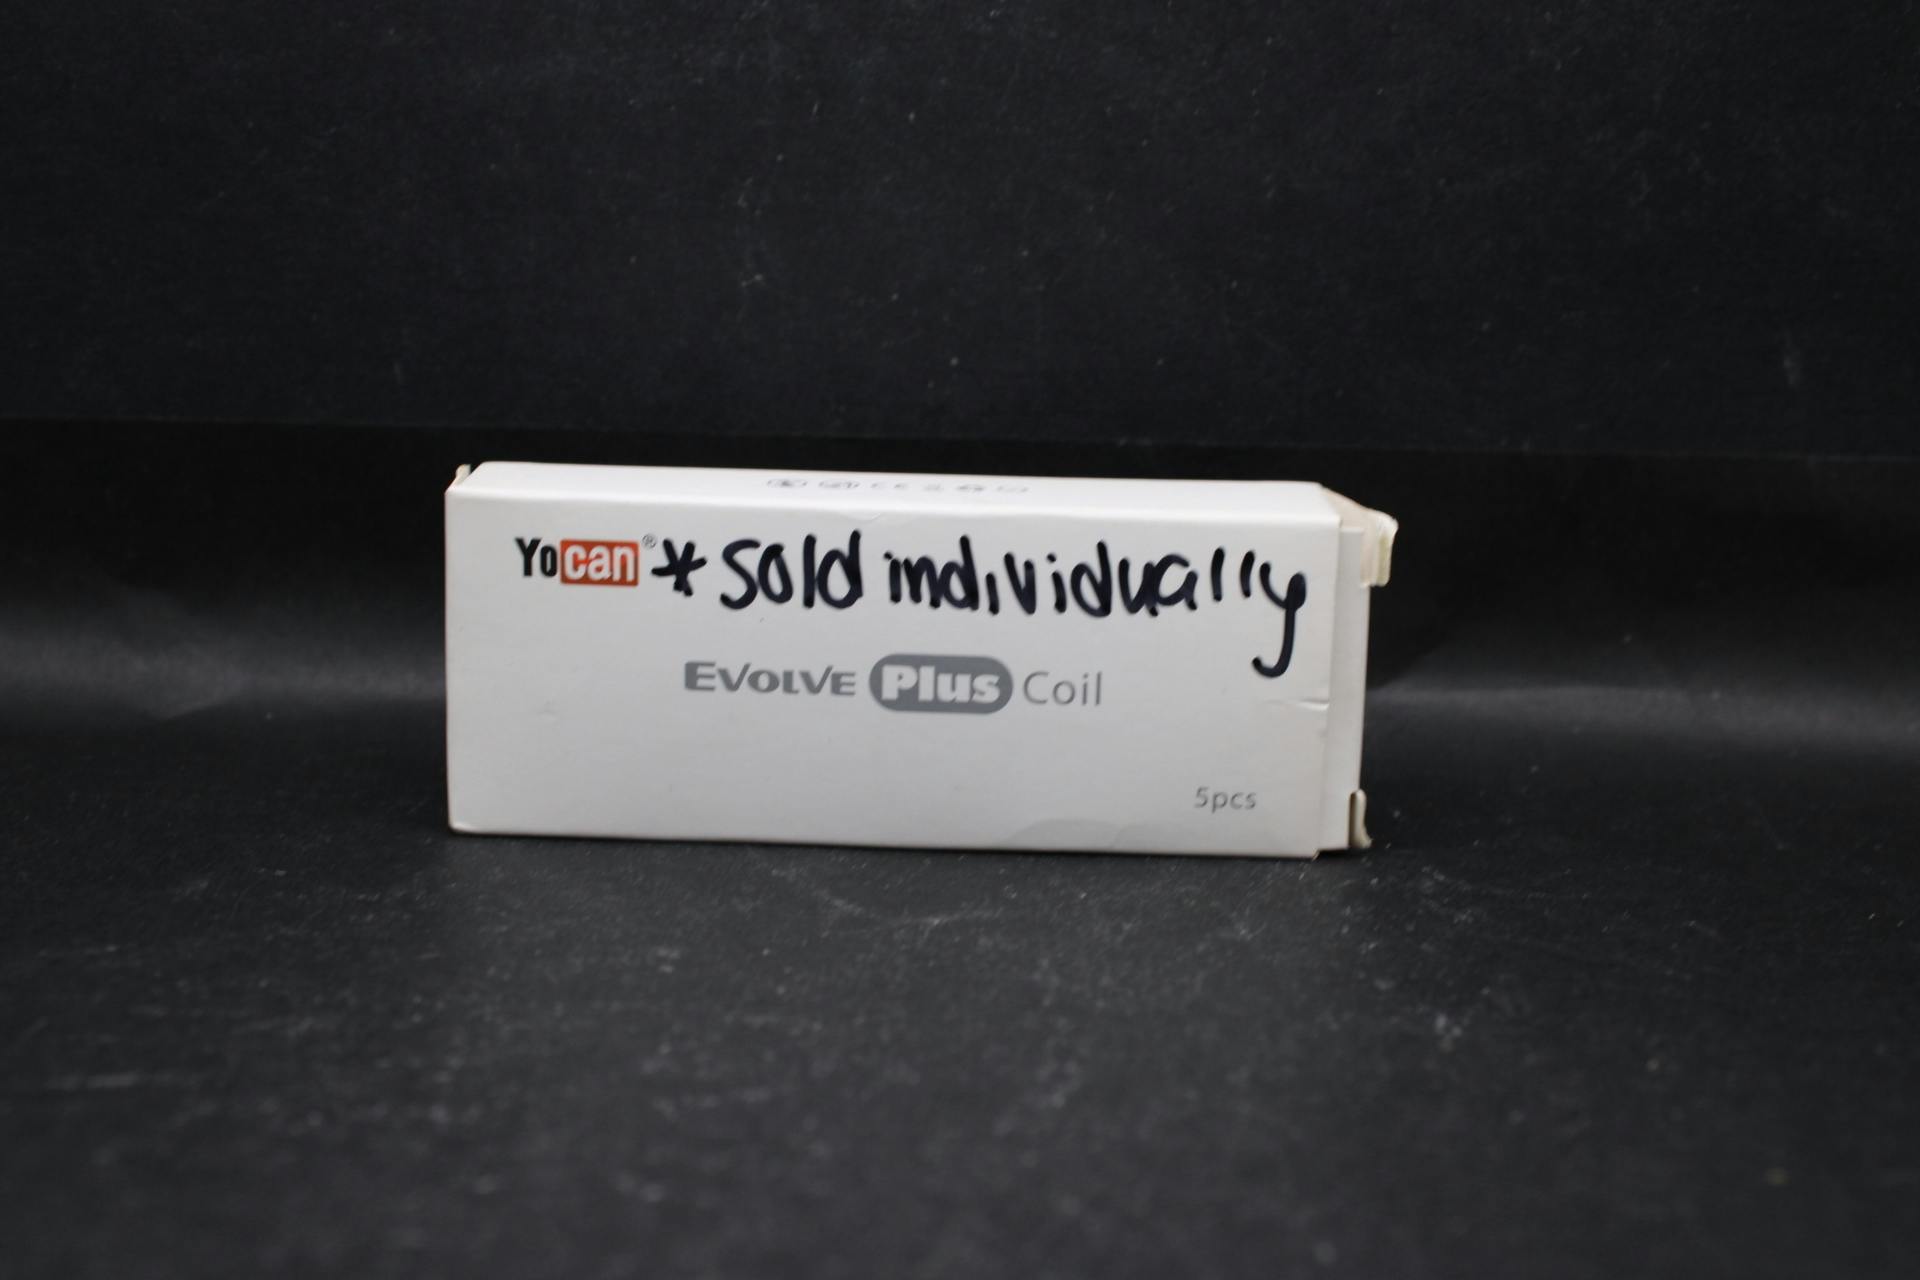 Yocan® * sold individually
EVOLVE Plus Coil
5pcs